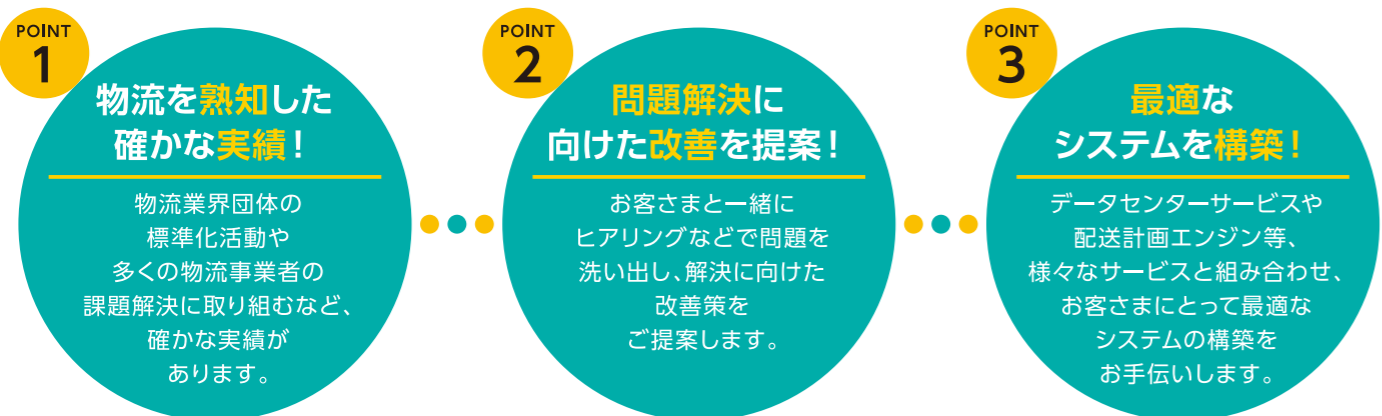 POINT
1
物流を熟知した
確かな実績！
物流業界団体の
標準化活動や
多くの物流事業者の
課題解決に取り組むなど、
確かな実績が
あります。
POINT
2
問題解決に
向けた改善を提案！
お客さまと一緒に
ヒアリングなどで問題を
洗い出し、解決に向けた
改善策を
ご提案します。
POINT
3
最適な
システムを構築！
データセンターサービスや
配送計画エンジン等、
様々なサービスと組み合わせ、
お客さまにとって最適な
システムの構築を
お手伝いします。